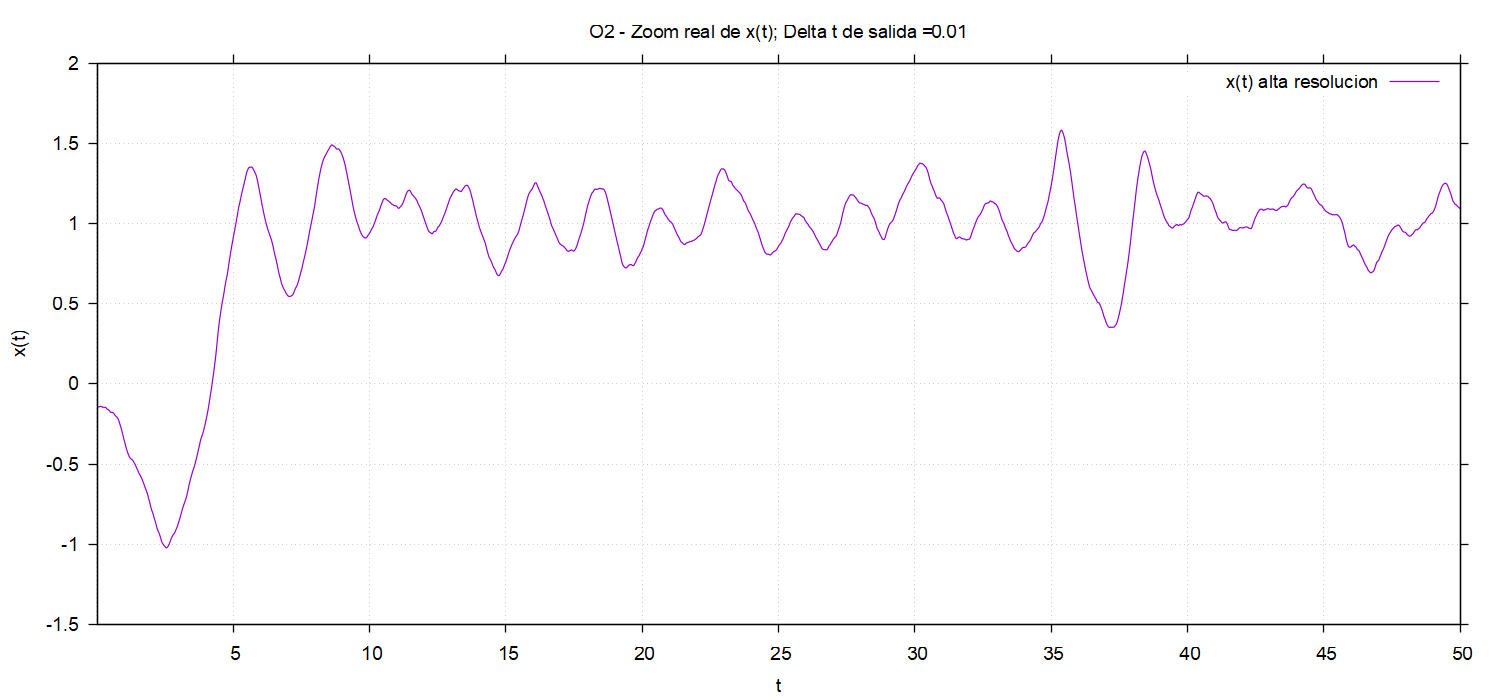 O2 - Zoom real de x(t); Delta t de salida =0.01
x(t) alta resolucion
2
1.5
1
0.5
0
-0.5
-1
-1.5
x(t)
5 10 15 20 25 30 35 40 45 50
t